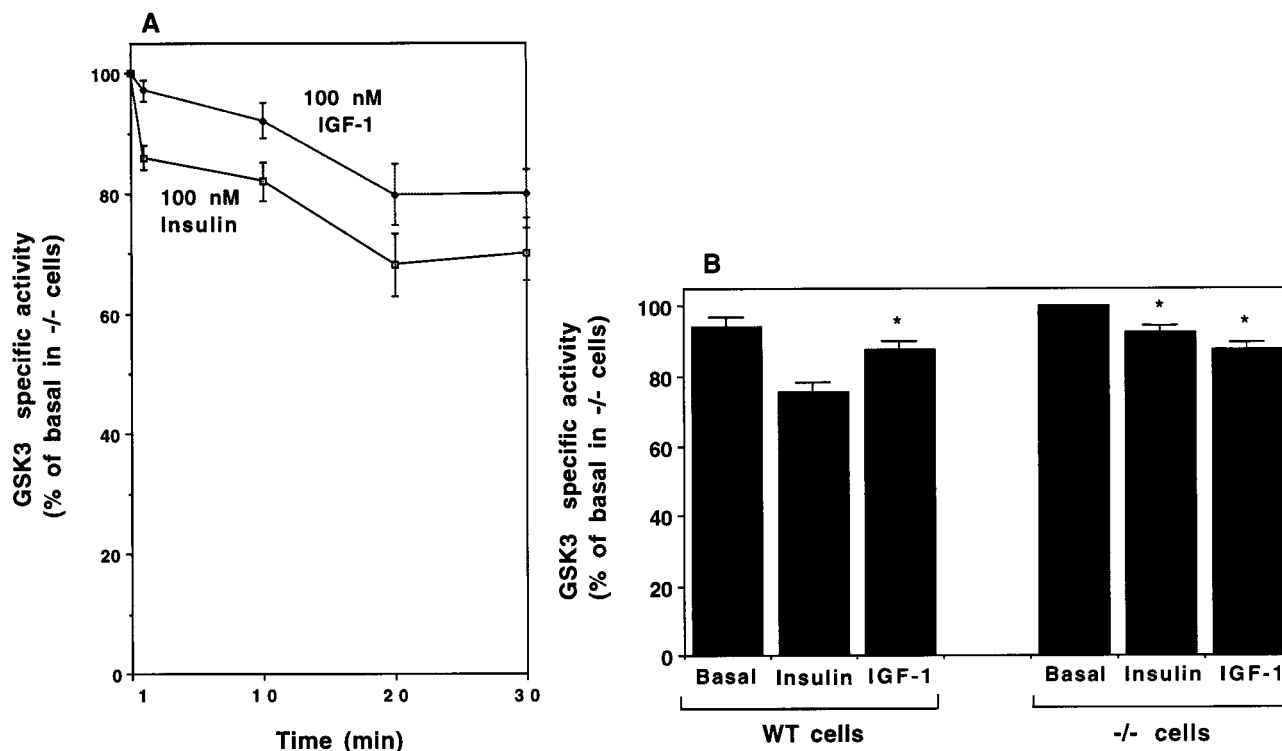 A
GSK3 specific activity
(% of basal in -/- cells)
100
80
60
40
20
0
100 nM
IGF-1
100 nM
Insulin
1
10
20
30
Time (min)
B
GSK3 specific activity
(% of basal in -/- cells)
100
80
60
40
20
0
*
*
*
Basal Insulin IGF-1
Basal Insulin IGF-1
WT cells
-/- cells